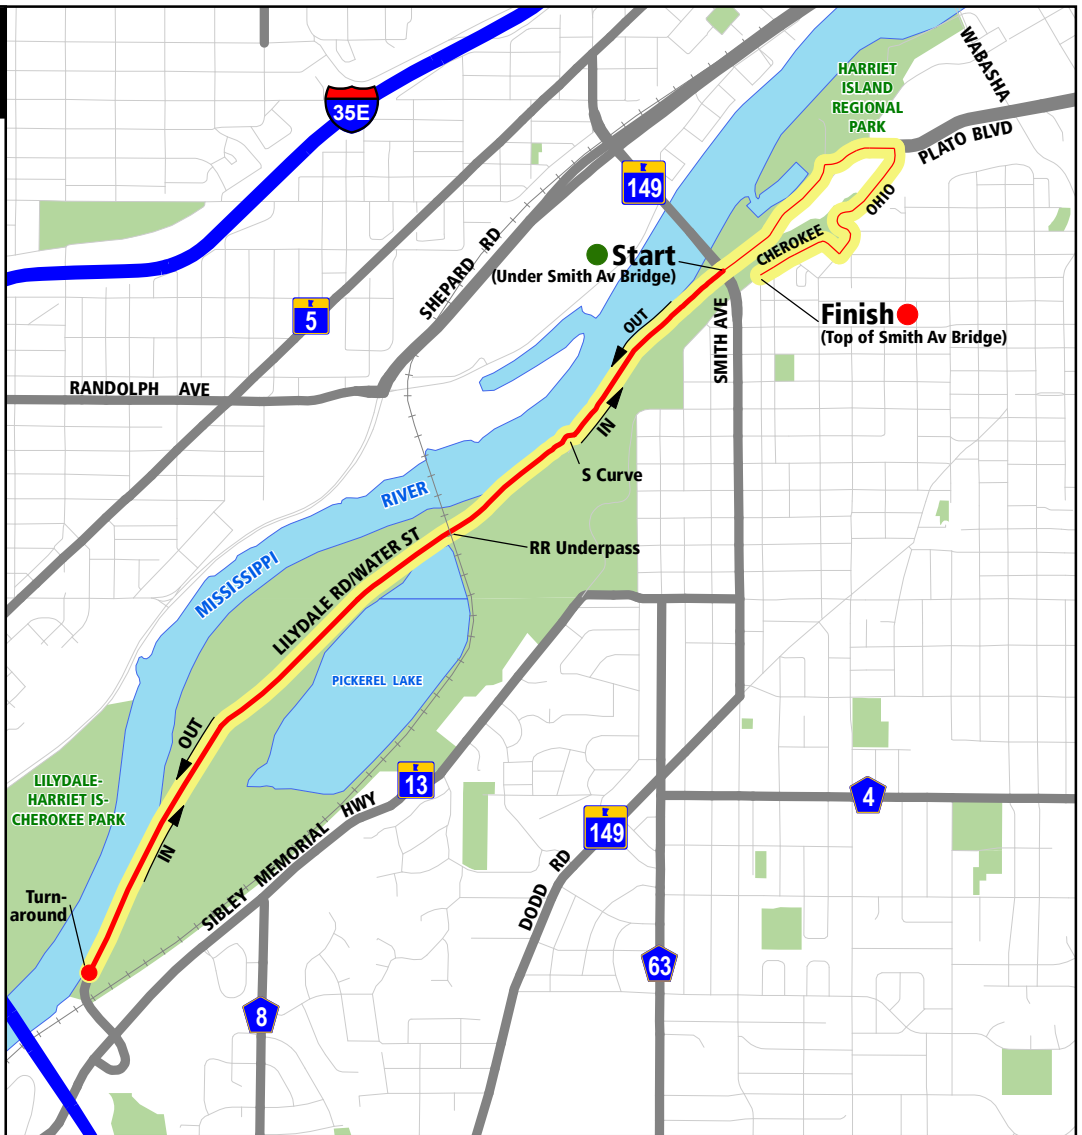 WABASHA
HARRIET
ISLAND
REGIONAL
PARK
35E
PLATO BLVD
149
OHIO
SHEPARD RD
CHEROKEE
Start
(Under Smith Av Bridge)
5
OUT
SMITH AVE
Finish
(Top of Smith Av Bridge)
RANDOLPH AVE
IN
S Curve
RIVER
RR Underpass
MISSISSIPPI
LILYDALE RD/WATER ST
PICKEREL LAKE
OUT
13
LILYDALE-
HARRIET IS-
CHEROKEE PARK
4
149
IN
SIBLEY MEMORIAL HWY
DODD RD
Turn-
around
63
8